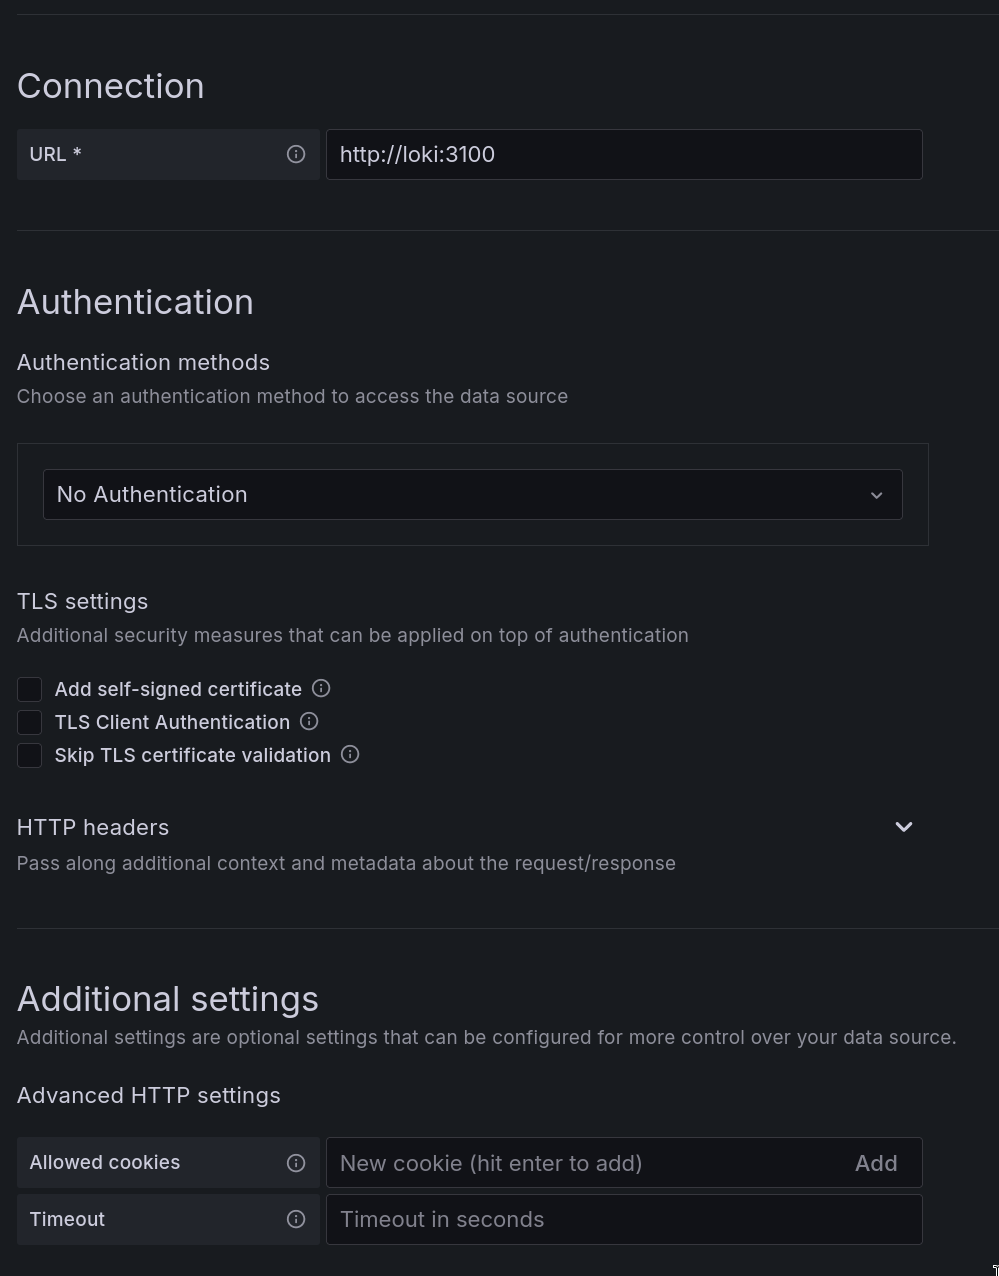 Connection
URL *
http://loki:3100
Authentication
Authentication methods
Choose an authentication method to access the data source
No Authentication
TLS settings
Additional security measures that can be applied on top of authentication
Add self-signed certificate
TLS Client Authentication
Skip TLS certificate validation
HTTP headers
Pass along additional context and metadata about the request/response
Additional settings
Additional settings are optional settings that can be configured for more control over your data source.
Advanced HTTP settings
Allowed cookies
New cookie (hit enter to add)
Add
Timeout
Timeout in seconds